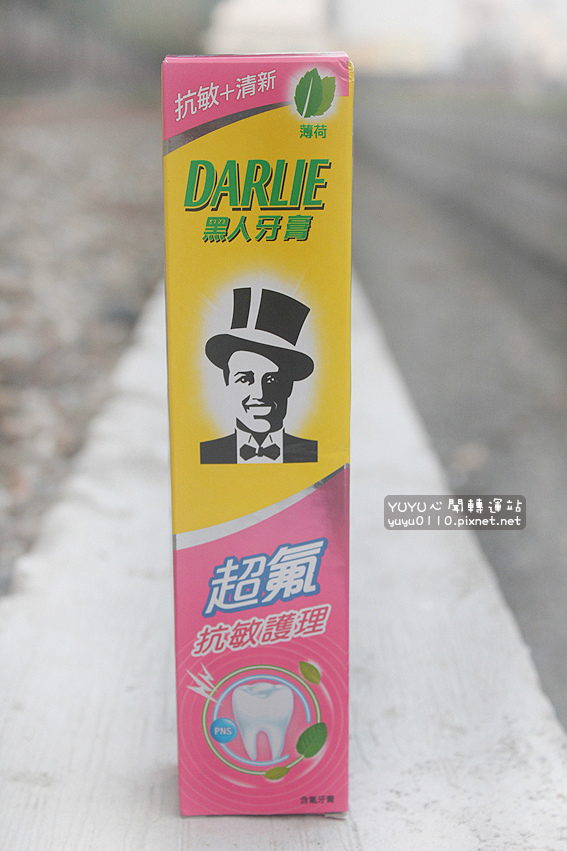 抗敏+清新
薄荷
DARLIE
黑人牙膏
YUYU心閒轉運站
yuyu0110.pixnet.net
超氟
抗敏護理
PNS
含氟牙膏